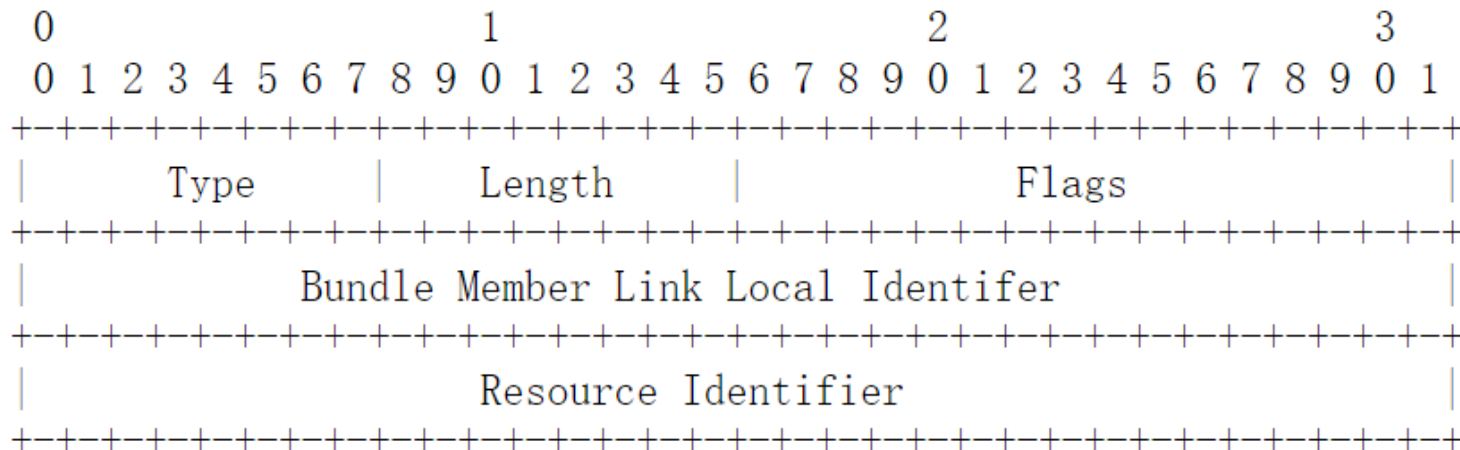 0                   1                   2                   3
0 1 2 3 4 5 6 7 8 9 0 1 2 3 4 5 6 7 8 9 0 1 2 3 4 5 6 7 8 9 0 1
+-+-+-+-+-+-+-+-+-+-+-+-+-+-+-+-+-+-+-+-+-+-+-+-+-+-+-+-+-+-+-+-+
|      Type     |    Length     |            Flags              |
+-+-+-+-+-+-+-+-+-+-+-+-+-+-+-+-+-+-+-+-+-+-+-+-+-+-+-+-+-+-+-+-+
|            Bundle Member Link Local Identifer                 |
+-+-+-+-+-+-+-+-+-+-+-+-+-+-+-+-+-+-+-+-+-+-+-+-+-+-+-+-+-+-+-+-+
|                    Resource Identifier                        |
+-+-+-+-+-+-+-+-+-+-+-+-+-+-+-+-+-+-+-+-+-+-+-+-+-+-+-+-+-+-+-+-+